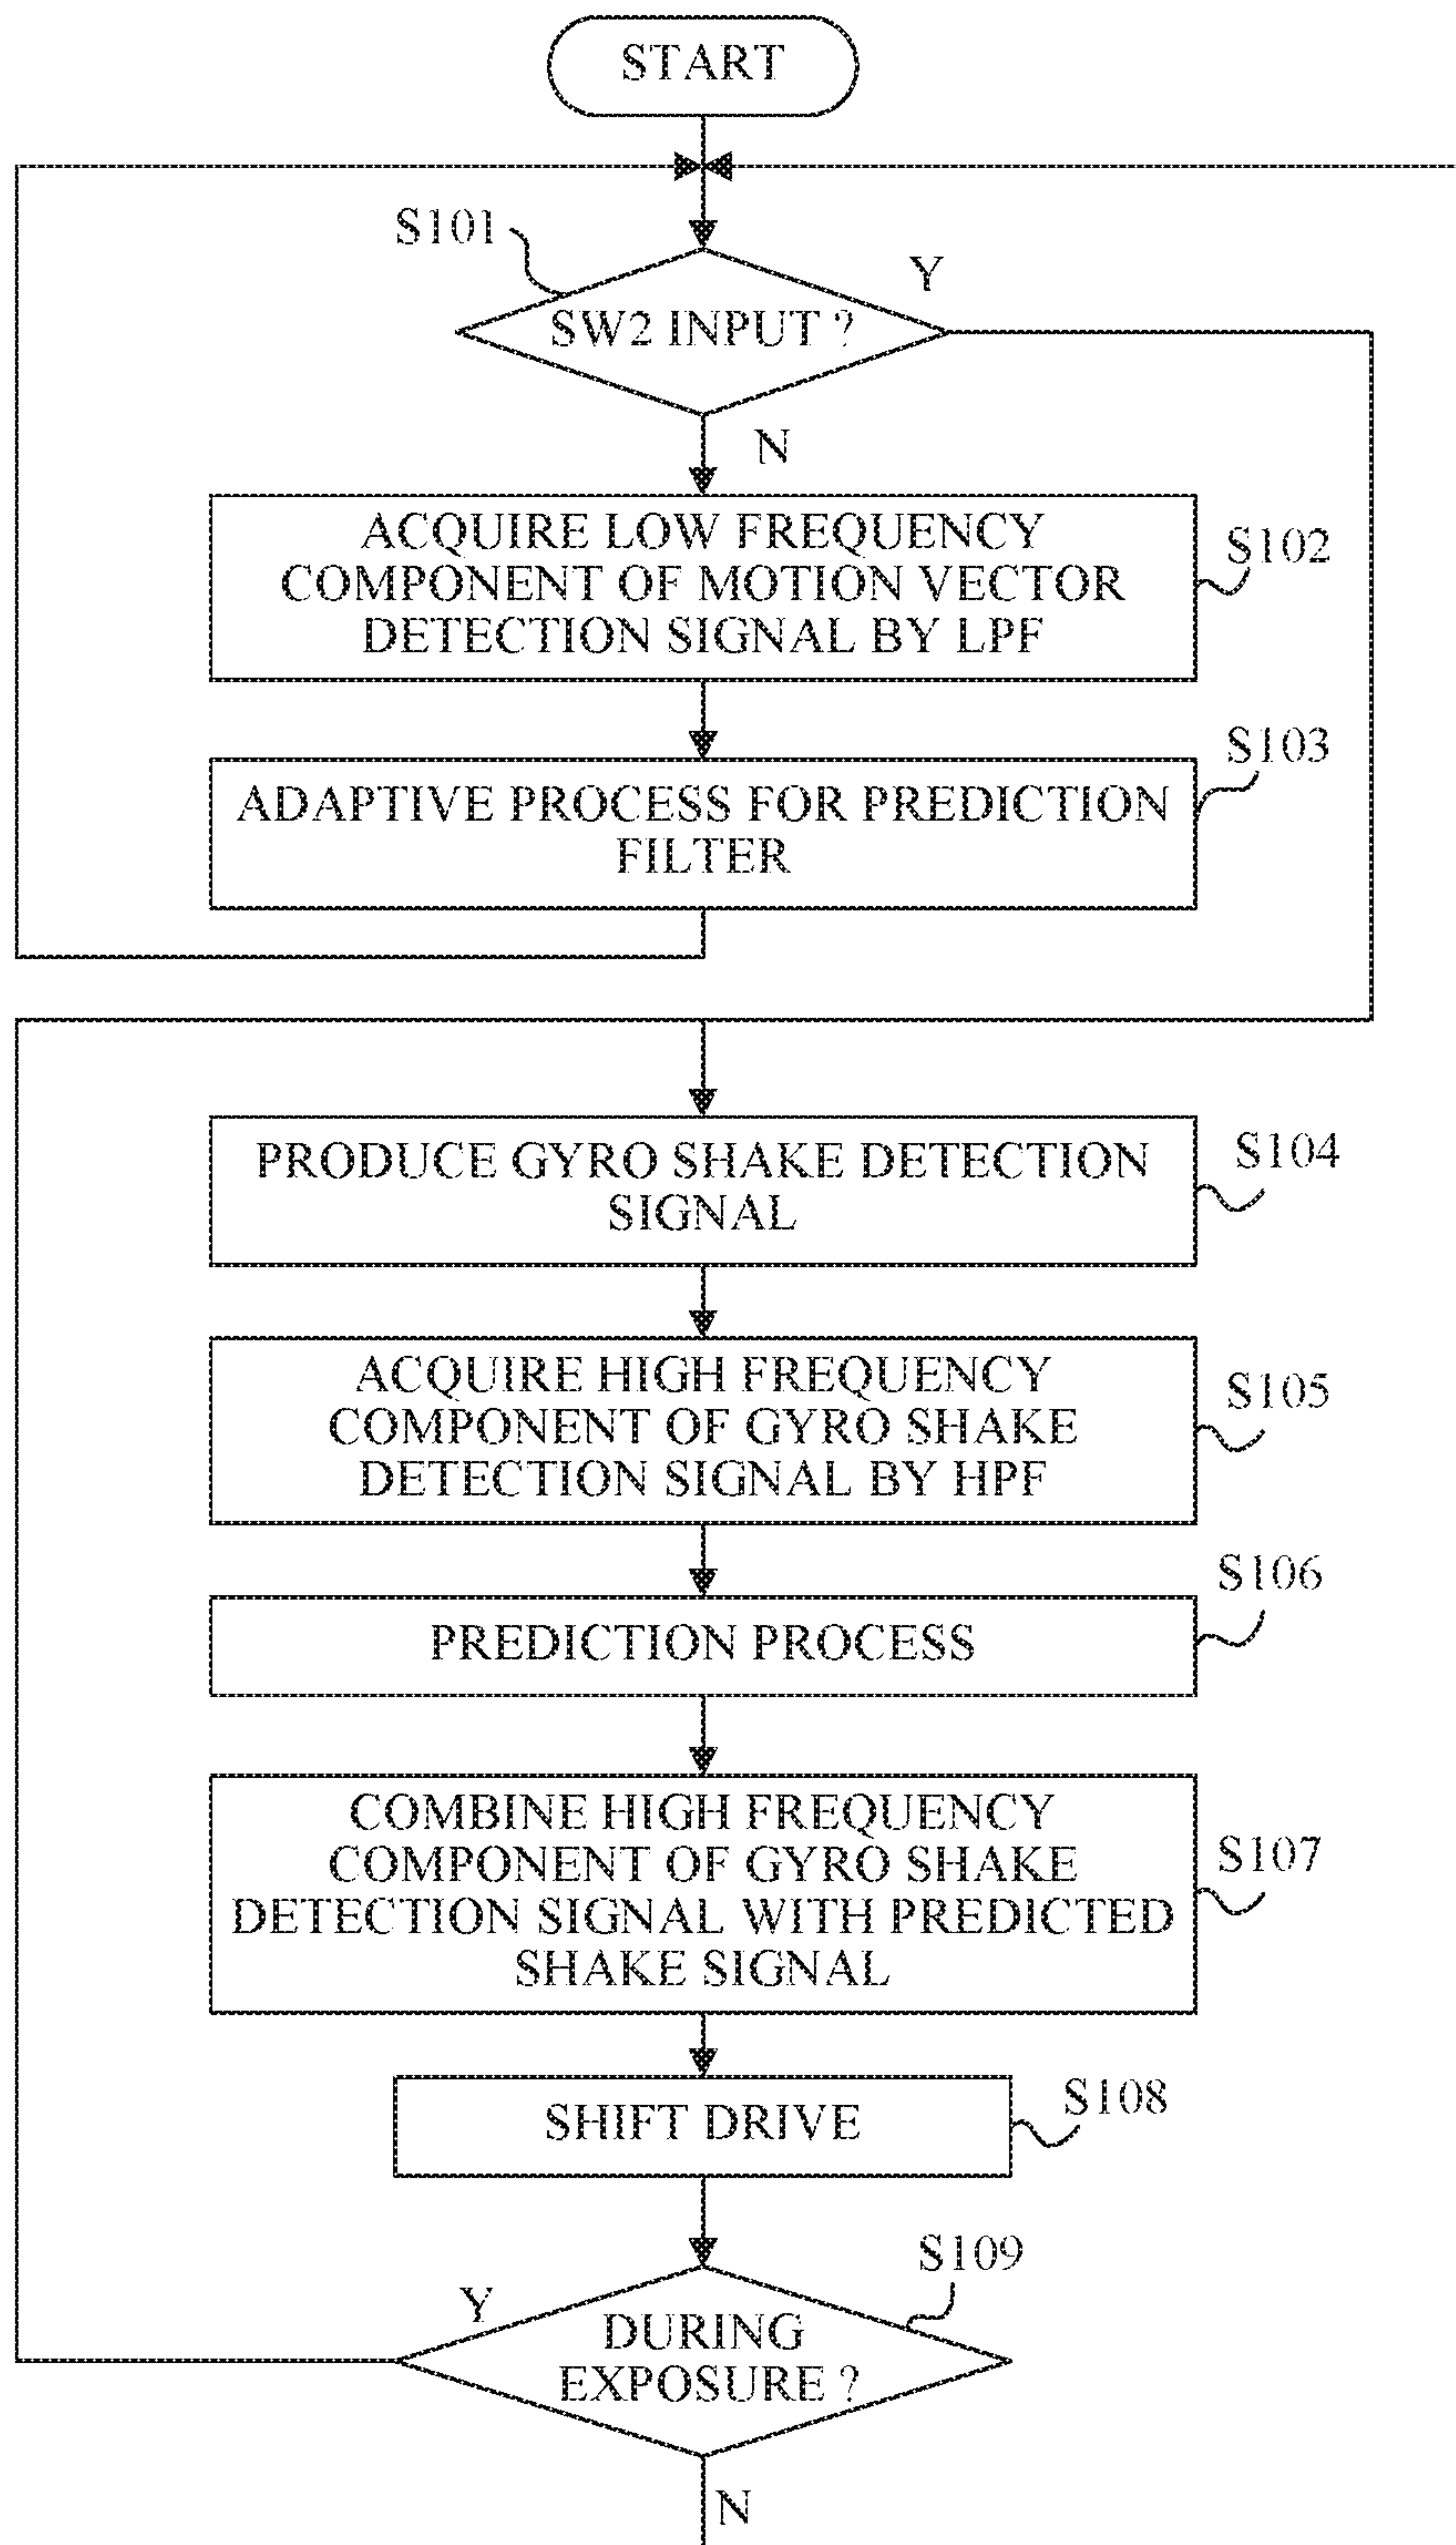 START
S101
Y
SW2 INPUT ?
N
ACQUIRE LOW FREQUENCY
COMPONENT OF MOTION VECTOR
DETECTION SIGNAL BY LPF
S102
S103
ADAPTIVE PROCESS FOR PREDICTION
FILTER
PRODUCE GYRO SHAKE DETECTION
SIGNAL
S104
ACQUIRE HIGH FREQUENCY
COMPONENT OF GYRO SHAKE
DETECTION SIGNAL BY HPF
S105
S106
PREDICTION PROCESS
COMBINE HIGH FREQUENCY
COMPONENT OF GYRO SHAKE
DETECTION SIGNAL WITH PREDICTED
SHAKE SIGNAL
S107
SHIFT DRIVE
S108
S109
Y
DURING
EXPOSURE ?
N